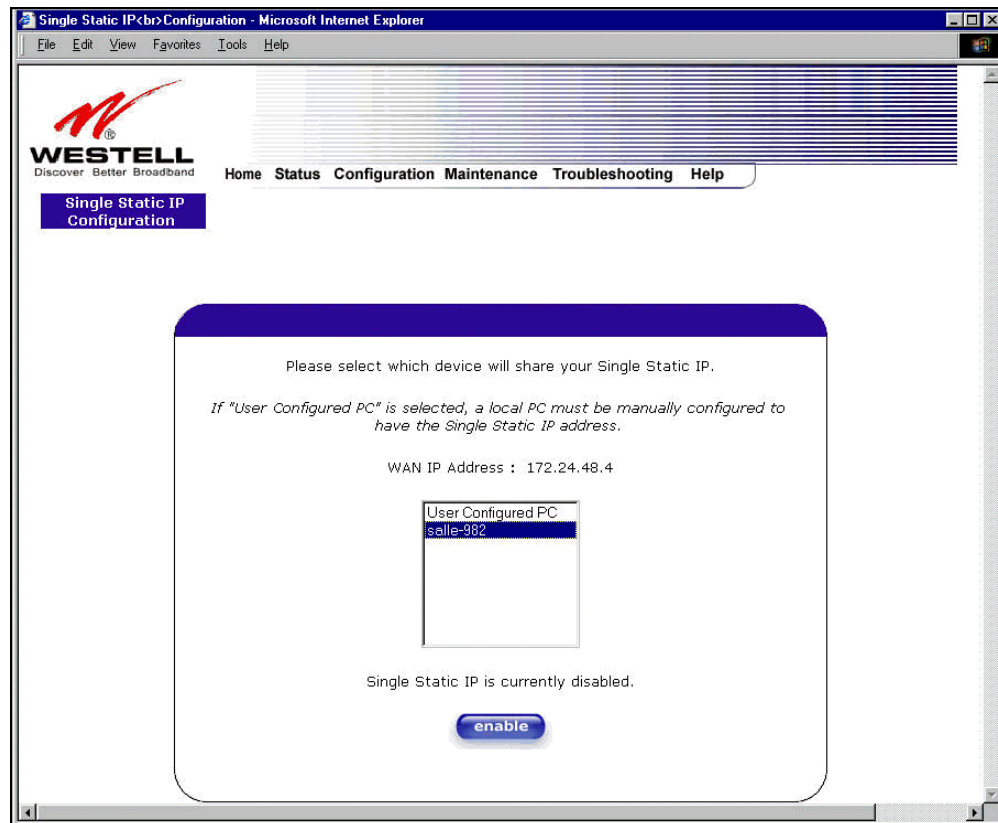 Single Static IP<br>Configuration - Microsoft Internet Explorer
File Edit View Favorites Tools Help
WESTELL
®
Discover Better Broadband
Home Status Configuration Maintenance Troubleshooting Help
Single Static IP
Configuration
Please select which device will share your Single Static IP.
If "User Configured PC" is selected, a local PC must be manually configured to
have the Single Static IP address.
WAN IP Address : 172.24.48.4
User Configured PC
salle-982
Single Static IP is currently disabled.
enable